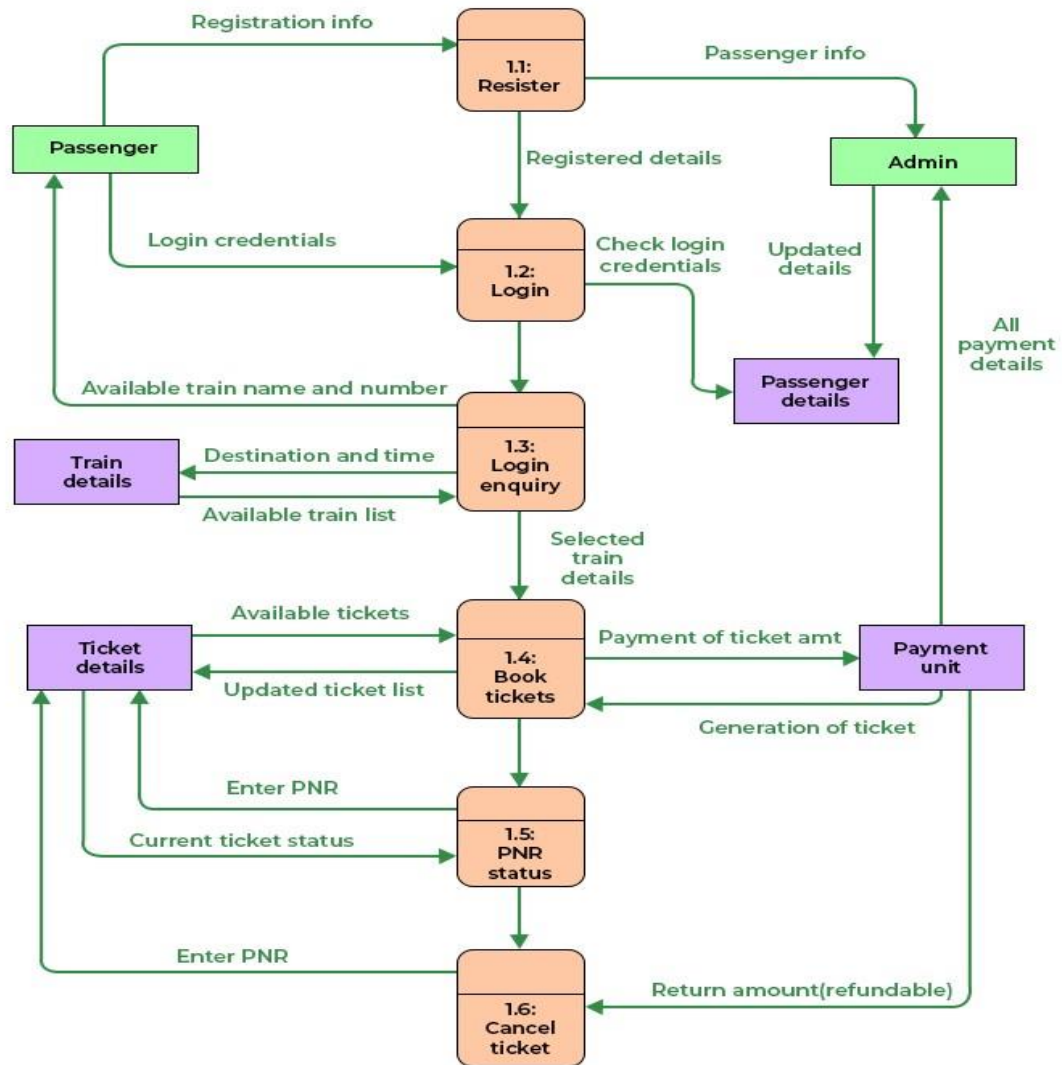 Registration info
1.1:
Resister
Passenger info
Passenger
Registered details
Admin
Login credentials
1.2:
Login
Check login
credentials
Updated
details
All
payment
details
Available train name and number
Passenger
details
1.3:
Login
enquiry
Train
details
Destination and time
Available train list
Selected
train
details
Available tickets
Ticket
details
Updated ticket list
1.4:
Book
tickets
Payment of ticket amt
Payment
unit
Generation of ticket
Enter PNR
Current ticket status
1.5:
PNR
status
Enter PNR
Return amount(refundable)
1.6:
Cancel
ticket